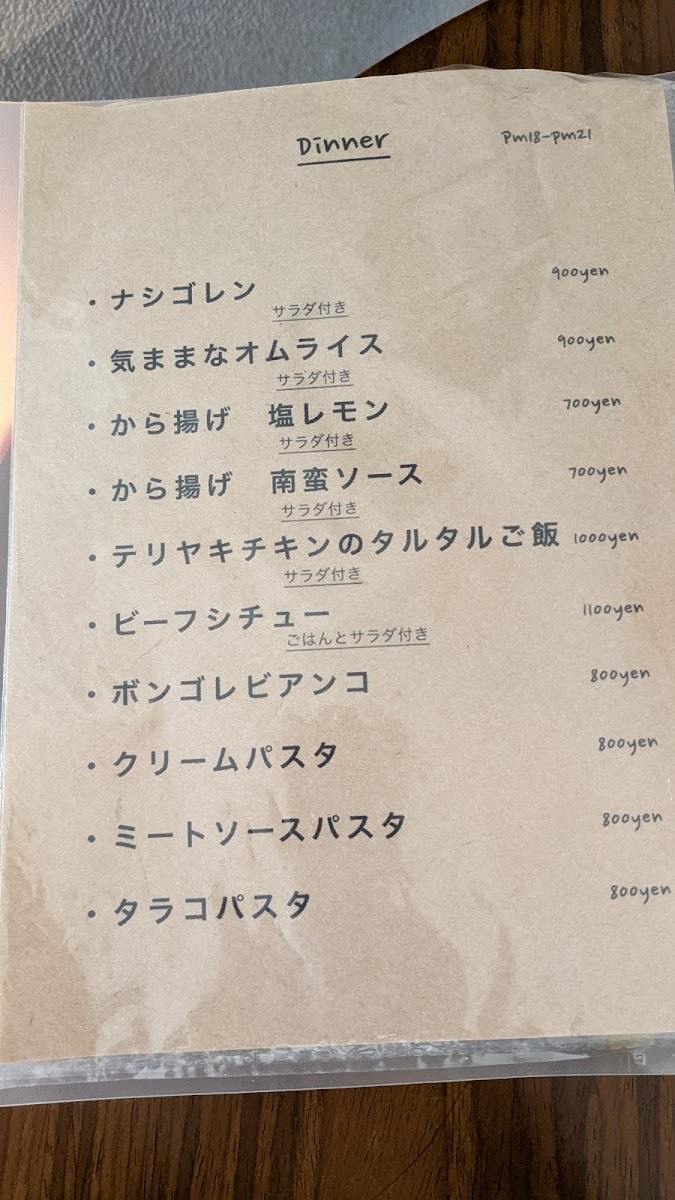 Dinner
Pm18-Pm21
・ナシゴレン 900yen
サラダ付き
・気ままなオムライス 900yen
サラダ付き
・から揚げ 塩レモン 700yen
サラダ付き
・から揚げ 南蛮ソース 700yen
サラダ付き
・テリヤキチキンのタルタルご飯 1000yen
サラダ付き
・ビーフシチュー 1100yen
ごはんとサラダ付き
・ボンゴレビアンコ 800yen
・クリームパスタ 800yen
・ミートソースパスタ 800yen
・タラコパスタ 800yen